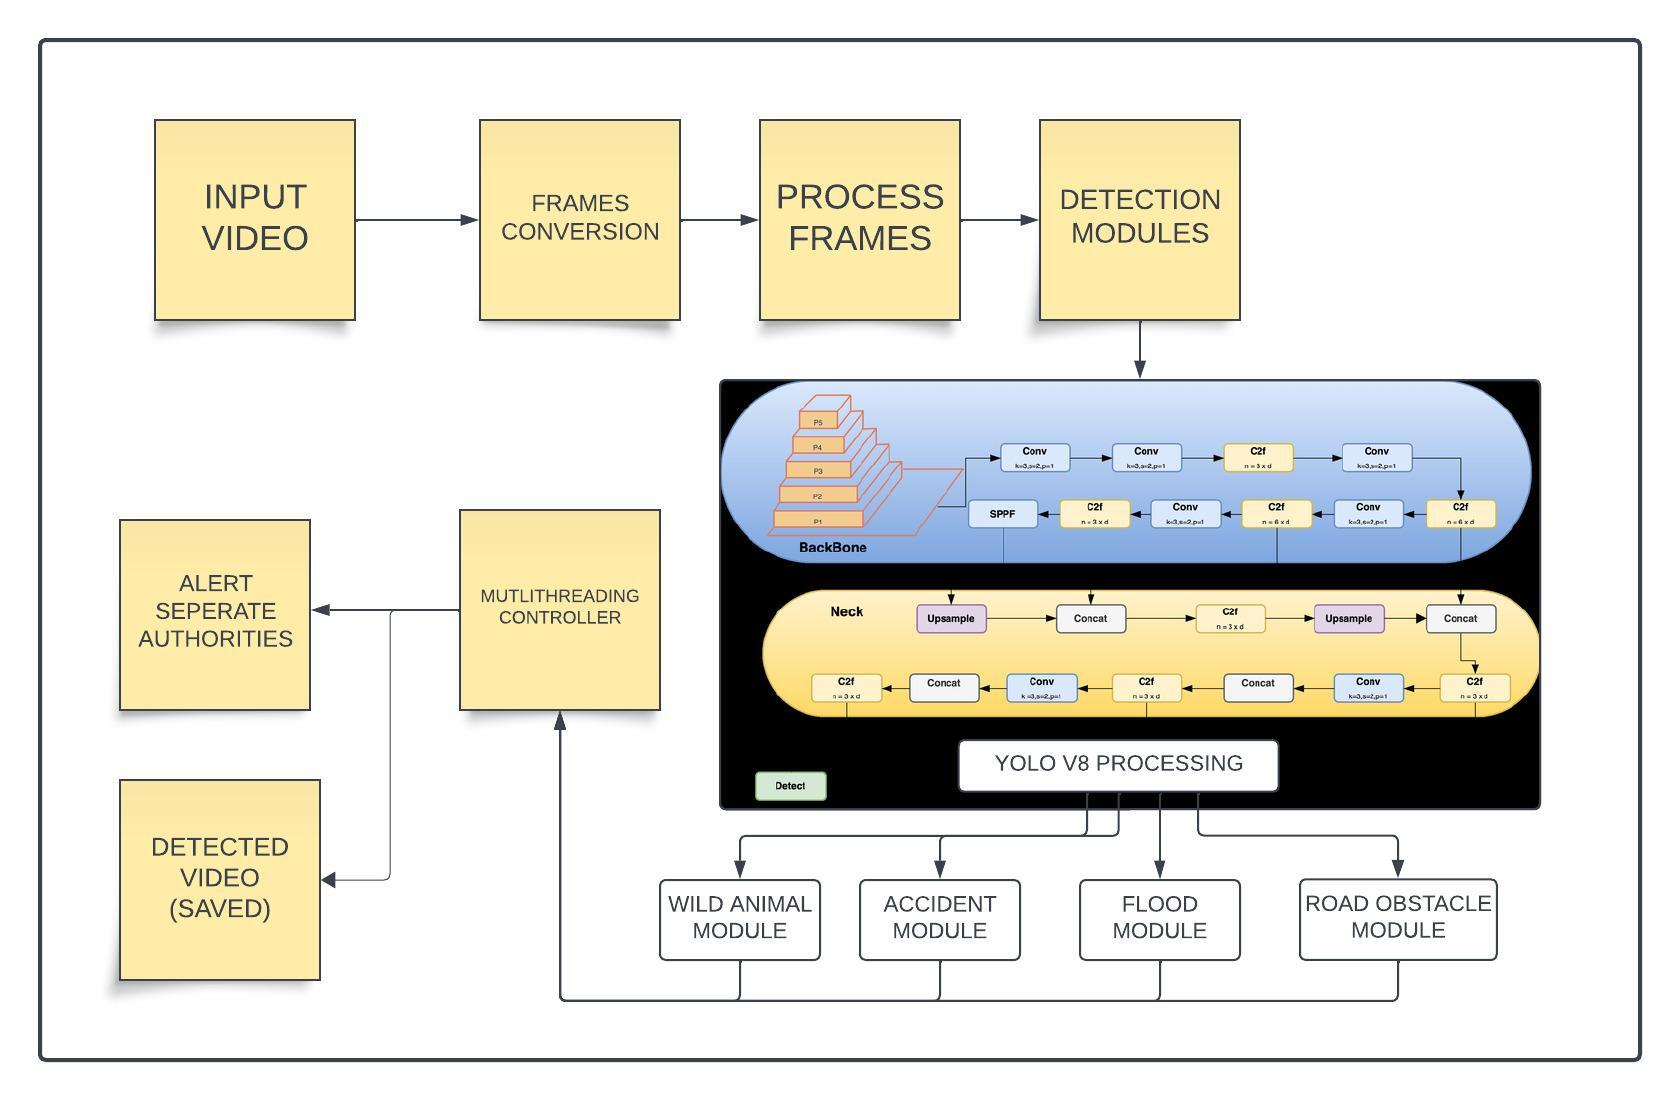 INPUT
VIDEO
FRAMES
CONVERSION
PROCESS
FRAMES
DETECTION
MODULES
P5
P4
P3
P2
P1
BackBone
Conv
k=3,s=2,p=1
Conv
k=3,s=2,p=1
C2f
n = 3 x d
Conv
k=3,s=2,p=1
SPPF
C2f
n = 3 x d
Conv
k=3,s=2,p=1
C2f
n = 6 x d
Conv
k=3,s=2,p=1
C2f
n = 6 x d
Neck
Upsample
Concat
C2f
n = 3 x d
Upsample
Concat
C2f
n = 3 x d
Concat
Conv
k =3,s=2,p=1
C2f
n = 3 x d
Concat
Conv
k=3,s=2,p=1
C2f
n = 3 x d
YOLO V8 PROCESSING
Detect
WILD ANIMAL
MODULE
ACCIDENT
MODULE
FLOOD
MODULE
ROAD OBSTACLE
MODULE
MUTLITHREADING
CONTROLLER
ALERT
SEPERATE
AUTHORITIES
DETECTED
VIDEO
(SAVED)